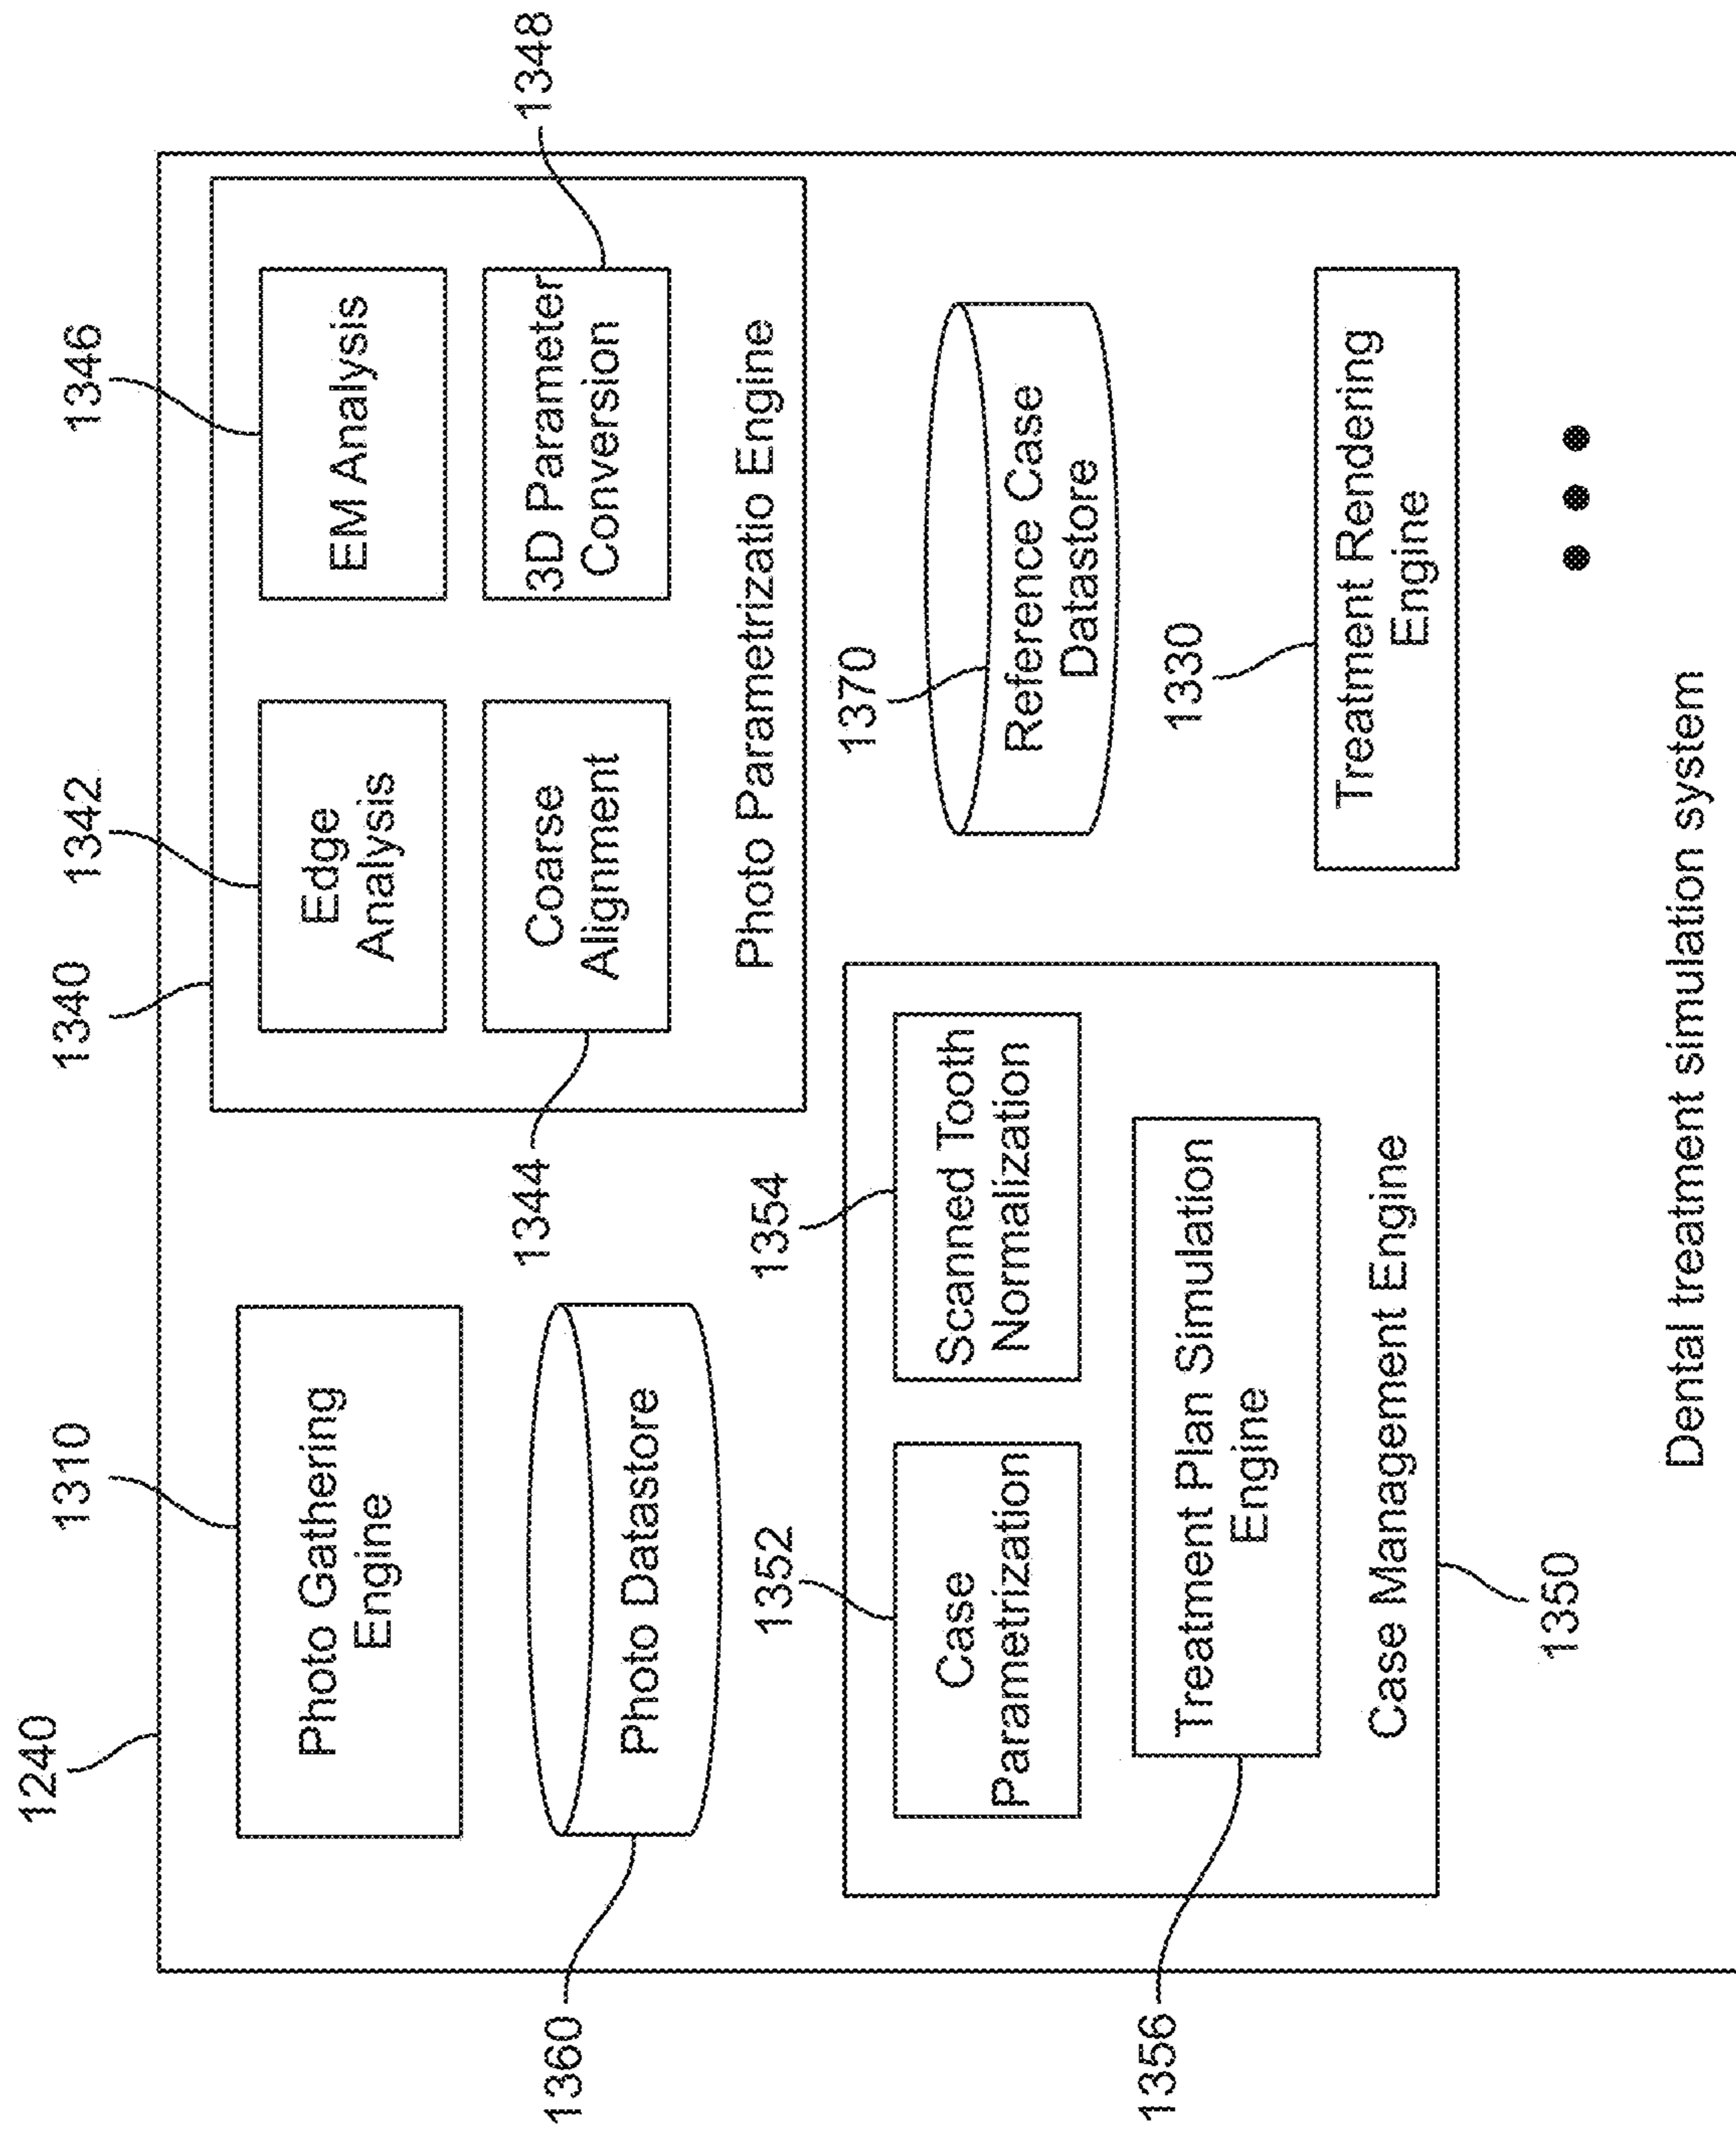 1240
1310
Photo Gathering
Engine
1360
Photo Datastore
1340
1342
Edge
Analysis
1346
EM Analysis
1344
Coarse
Alignment
1348
3D Parameter
Conversion
Photo Parametrizatio Engine
1352
Case
Parametrization
1354
Scanned Tooth
Normalization
1356
Treatment Plan Simulation
Engine
Case Management Engine
1350
1370
Reference Case
Datastore
1330
Treatment Rendering
Engine
Dental treatment simulation system